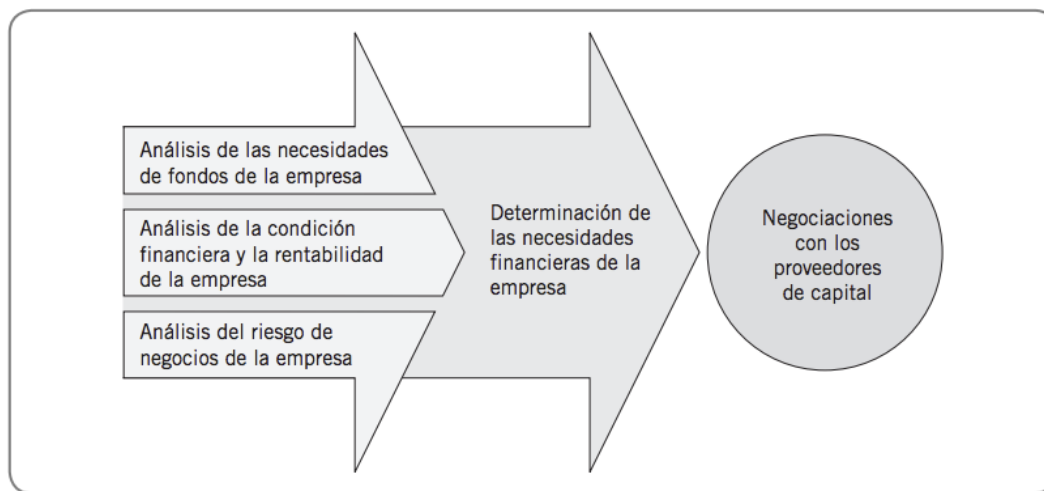 Análisis de las necesidades
de fondos de la empresa
Análisis de la condición
financiera y la rentabilidad
de la empresa
Análisis del riesgo de
negocios de la empresa
Determinación de
las necesidades
financieras de la
empresa
Negociaciones
con los
proveedores
de capital